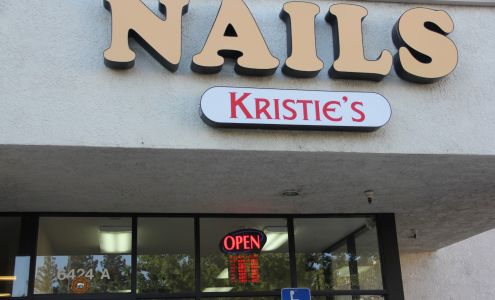 NAILS
KRISTIE'S
OPEN
6424 A